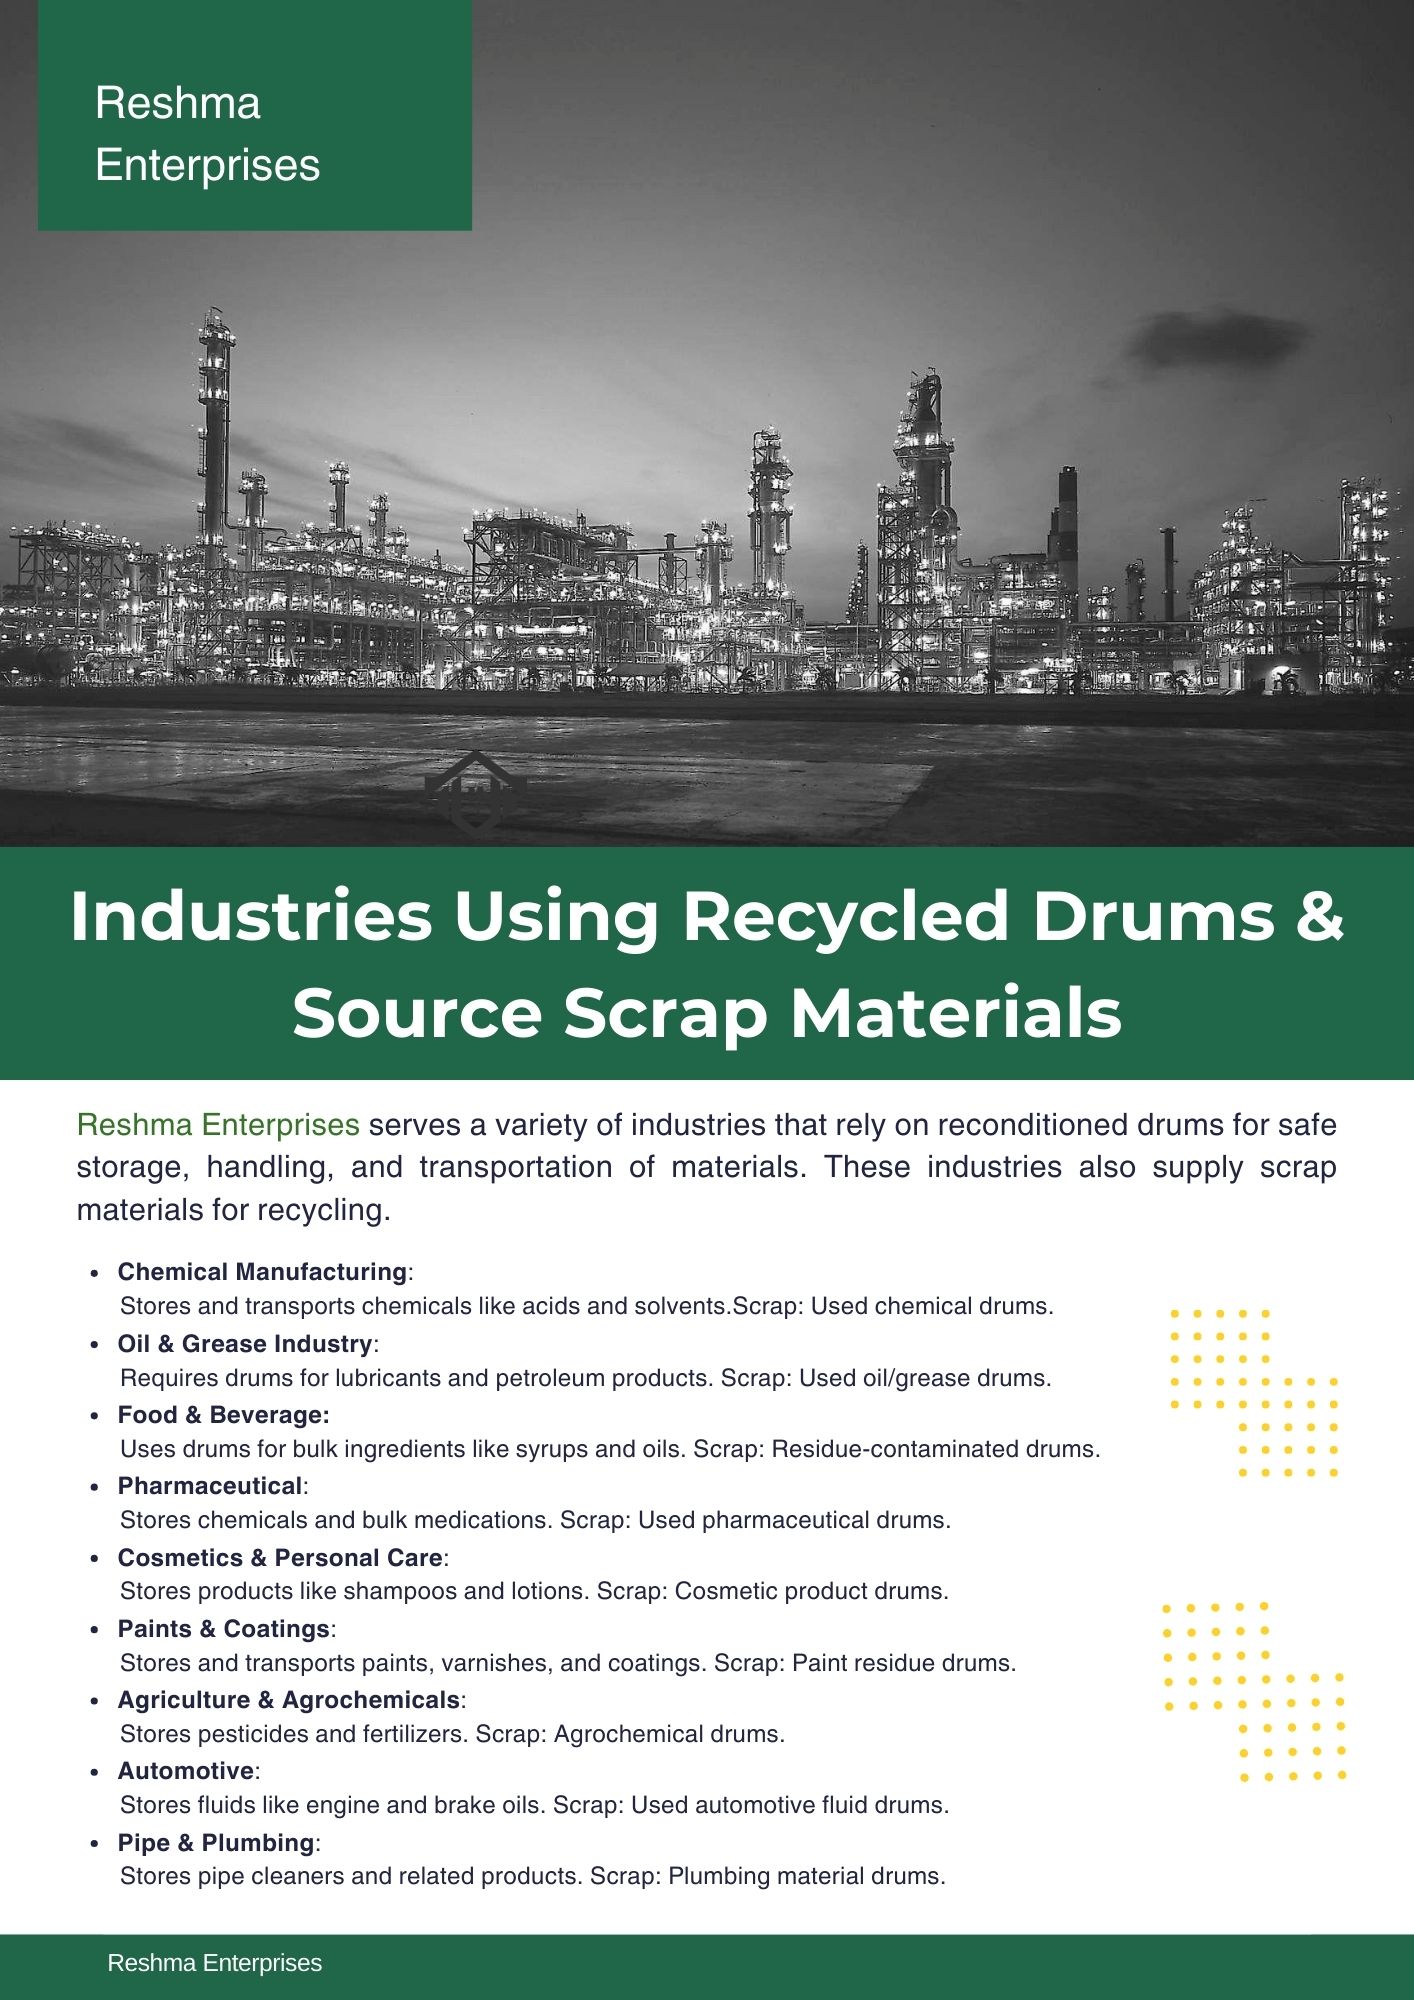 Reshma
Enterprises
Industries Using Recycled Drums &
Source Scrap Materials
Reshma Enterprises serves a variety of industries that rely on reconditioned drums for safe
storage, handling, and transportation of materials. These industries also supply scrap
materials for recycling.
• Chemical Manufacturing:
Stores and transports chemicals like acids and solvents.Scrap: Used chemical drums.
• Oil & Grease Industry:
Requires drums for lubricants and petroleum products. Scrap: Used oil/grease drums.
• Food & Beverage:
Uses drums for bulk ingredients like syrups and oils. Scrap: Residue-contaminated drums.
• Pharmaceutical:
Stores chemicals and bulk medications. Scrap: Used pharmaceutical drums.
• Cosmetics & Personal Care:
Stores products like shampoos and lotions. Scrap: Cosmetic product drums.
• Paints & Coatings:
Stores and transports paints, varnishes, and coatings. Scrap: Paint residue drums.
• Agriculture & Agrochemicals:
Stores pesticides and fertilizers. Scrap: Agrochemical drums.
• Automotive:
Stores fluids like engine and brake oils. Scrap: Used automotive fluid drums.
• Pipe & Plumbing:
Stores pipe cleaners and related products. Scrap: Plumbing material drums.
Reshma Enterprises